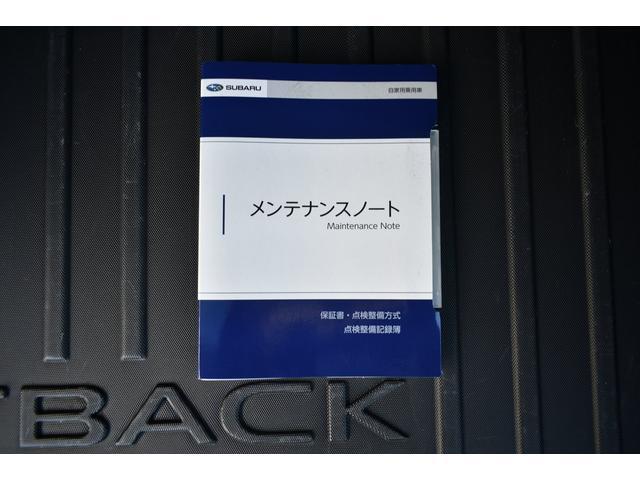 SUBARU
自家用乗用車
メンテナンスノート
Maintenance Note
保証書・点検整備方式
点検整備記録簿
TBACK